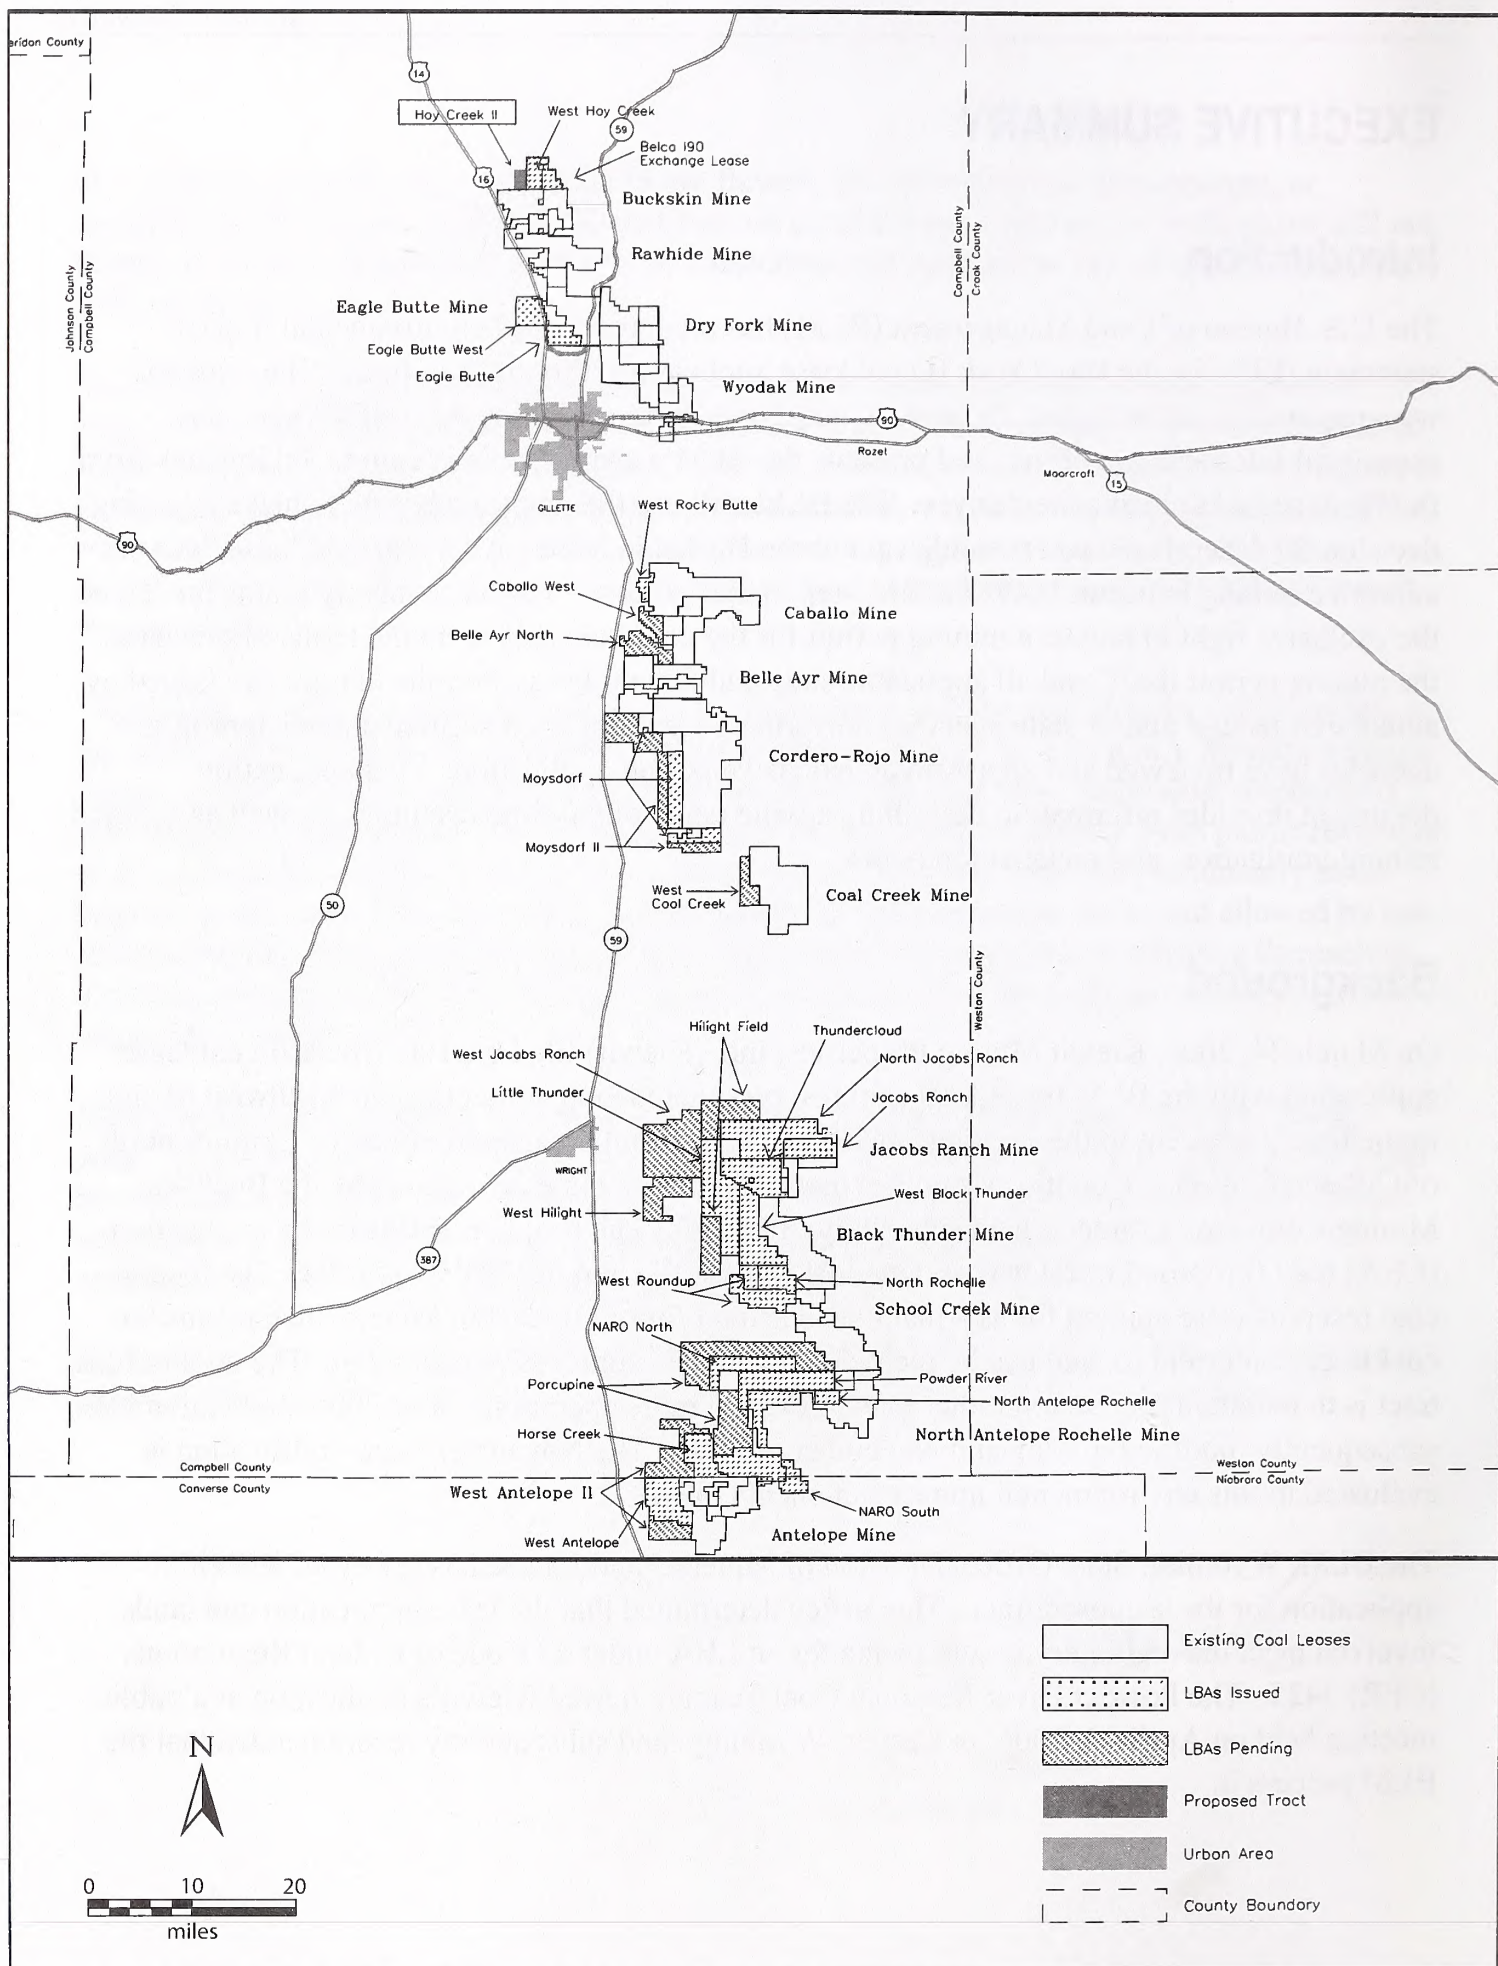 eridan County
14
Hay Creek II
West Hay Creek
59
Belco I90
Exchange Lease
16
Buckskin Mine
Rawhide Mine
Johnson County
Campbell County
Campbell County
Crook County
Eagle Butte Mine
Dry Fork Mine
Eagle Butte West
Eagle Butte
Wyodak Mine
90
Rozet
Moorcroft
15
GILLETTE
West Rocky Butte
90
Caballo West
Caballo Mine
Belle Ayr North
Belle Ayr Mine
Cordero-Rojo Mine
Maysdorf
Maysdorf II
West
Coal Creek
Coal Creek Mine
50
59
Weston County
Hilight Field
Thundercloud
West Jacobs Ranch
North Jacobs Ranch
Little Thunder
Jacobs Ranch
Jacobs Ranch Mine
WRIGHT
West Black Thunder
West Hilight
Black Thunder Mine
387
West Roundup
North Rochelle
School Creek Mine
NARO North
Powder River
Porcupine
North Antelope Rochelle
Horse Creek
North Antelope Rochelle Mine
Campbell County
Converse County
Weston County
Niobrara County
West Antelope II
NARO South
West Antelope
Antelope Mine
Existing Coal Leases
LBAs Issued
LBAs Pending
Proposed Tract
Urban Area
County Boundary
N
0 10 20
miles